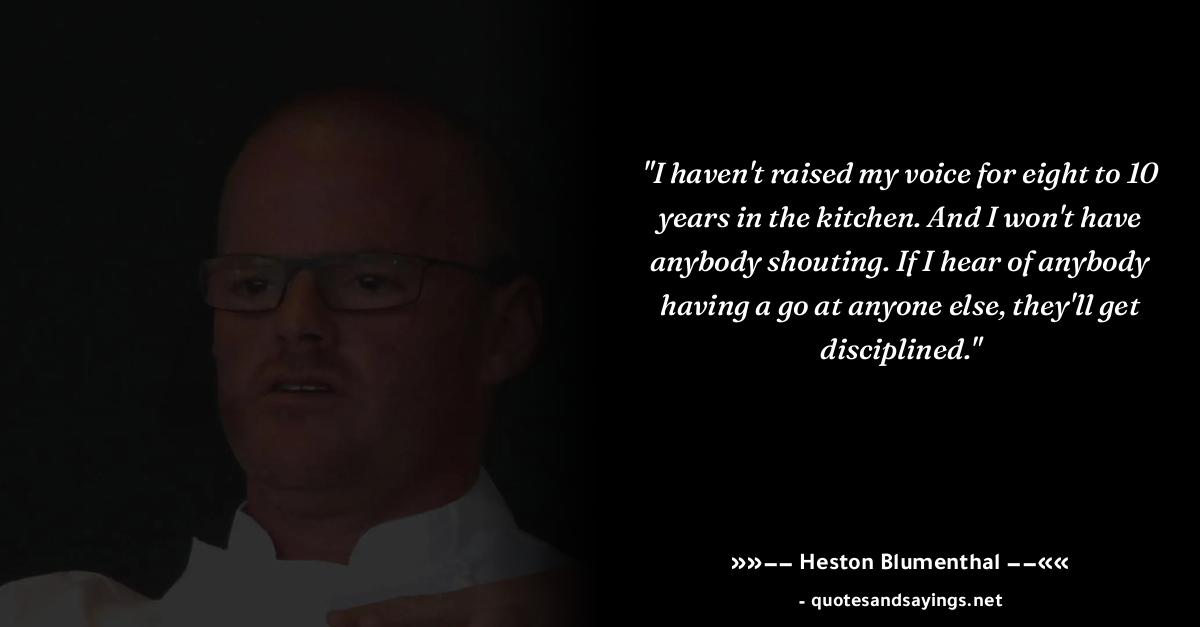 "I haven't raised my voice for eight to 10
years in the kitchen. And I won't have
anybody shouting. If I hear of anybody
having a go at anyone else, they'll get
disciplined."
»»—— Heston Blumenthal ——««
- quotesandsayings.net